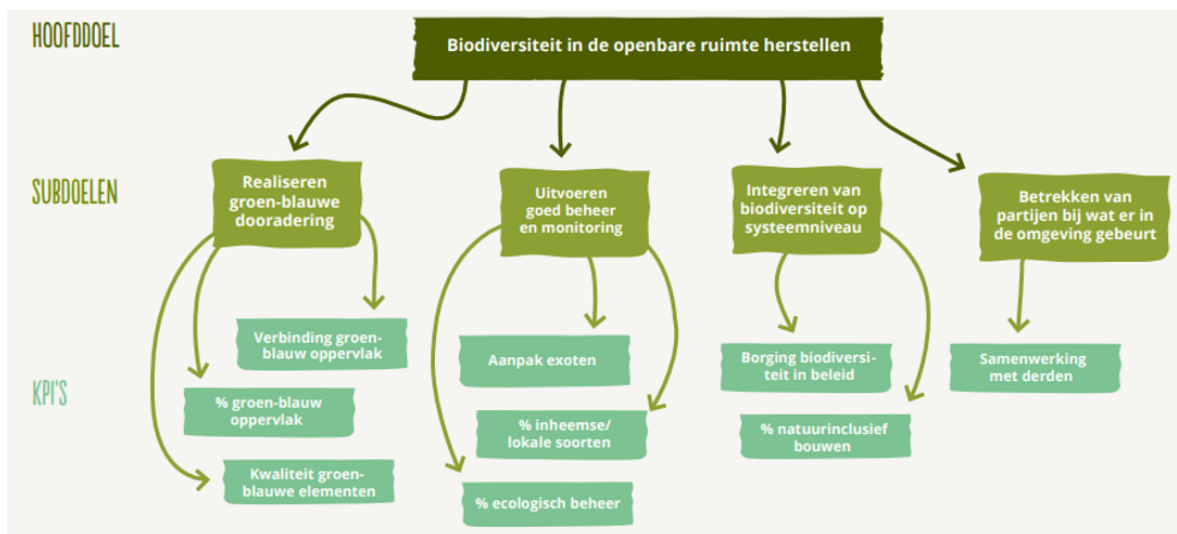 HOOFDDOEL
Biodiversiteit in de openbare ruimte herstellen
SUBDOELEN
Realiseren
groen-blauwe
dooradering
Uitvoeren
goed beheer
en monitoring
Integreren van
biodiversiteit op
systeemniveau
Betrekken van
partijen bij wat er in
de omgeving gebeurt
KPI'S
Verbinding groen-
blauw oppervlak
% groen-blauw
oppervlak
Kwaliteit groen-
blauwe elementen
Aanpak exoten
% inheemse/
lokale soorten
% ecologisch beheer
Borging biodiversi-
teit in beleid
% natuurinclusief
bouwen
Samenwerking
met derden